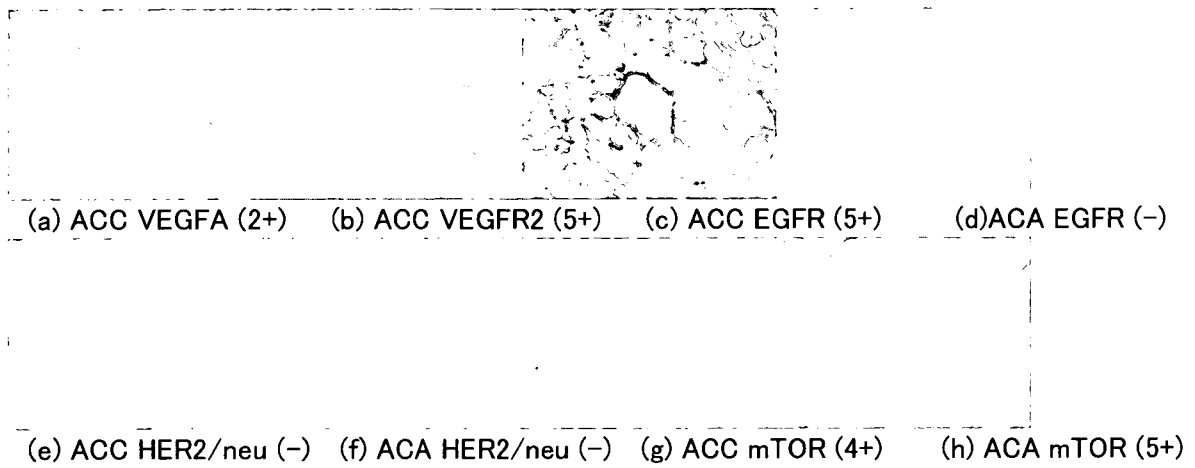 (a) ACC VEGFA (2+) (b) ACC VEGFR2 (5+) (c) ACC EGFR (5+) (d)ACA EGFR (-)
(e) ACC HER2/neu (-) (f) ACA HER2/neu (-) (g) ACC mTOR (4+) (h) ACA mTOR (5+)